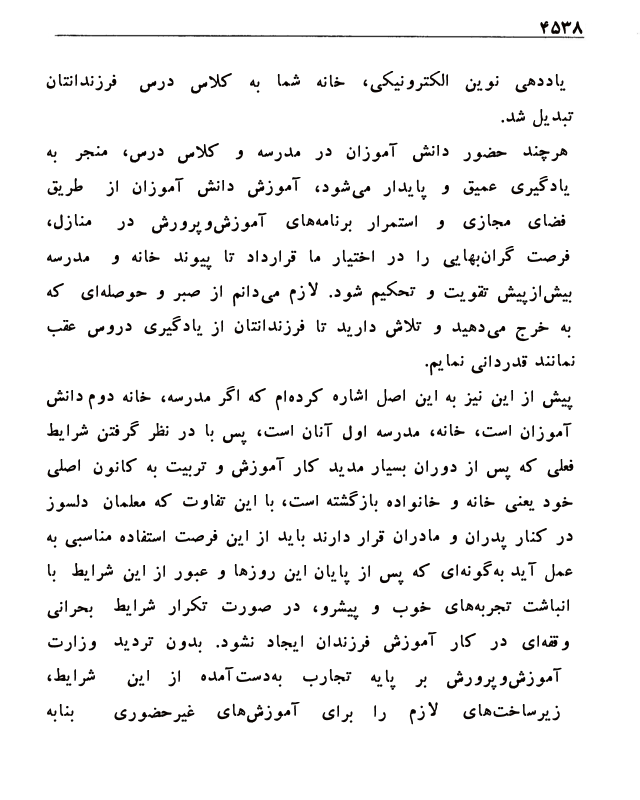 ۴۵۳۸
یاددهی نوین الکترونیکی، خانه شما به کلاس درس فرزندانتان
تبدیل شد.
هرچند حضور دانش آموزان در مدرسه و کلاس درس، منجر به
یادگیری عمیق و پایدار می‌شود، آموزش دانش آموزان از طریق
فضای مجازی و استمرار برنامه‌های آموزش‌وپرورش در منازل،
فرصت گران‌بهایی را در اختیار ما قرارداد تا پیوند خانه و مدرسه
بیش‌ازپیش تقویت و تحکیم شود. لازم می‌دانم از صبر و حوصله‌ای که
به خرج می‌دهید و تلاش دارید تا فرزندانتان از یادگیری دروس عقب
نمانند قدردانی نمایم.
پیش از این نیز به این اصل اشاره کرده‌ام که اگر مدرسه، خانه دوم دانش
آموزان است، خانه، مدرسه اول آنان است، پس با در نظر گرفتن شرایط
فعلی که پس از دوران بسیار مدید کار آموزش و تربیت به کانون اصلی
خود یعنی خانه و خانواده بازگشته است، با این تفاوت که معلمان دلسوز
در کنار پدران و مادران قرار دارند باید از این فرصت استفاده مناسبی به
عمل آید به‌گونه‌ای که پس از پایان این روزها و عبور از این شرایط با
انباشت تجربه‌های خوب و پیشرو، در صورت تکرار شرایط بحرانی
وقفه‌ای در کار آموزش فرزندان ایجاد نشود. بدون تردید وزارت
آموزش‌وپرورش بر پایه تجارب به‌دست‌آمده از این شرایط،
زیرساخت‌های لازم را برای آموزش‌های غیرحضوری بنابه